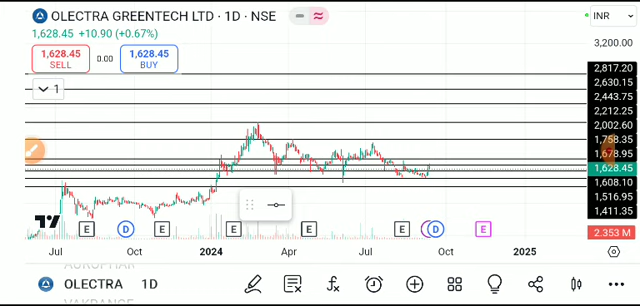 OLECTRA GREENTECH LTD · 1D · NSE
INR
1,628.45 +10.90 (+0.67%)
3,200.00
1,628.45
SELL
0.00
1,628.45
BUY
2,817.20
2,630.15
1
2,443.75
2,212.25
2,002.60
1,758.35
1,678.95
1,628.45
1,608.10
1,516.95
1,411.35
E D E E E E D E
2.353 M
Jul Oct 2024 Apr Jul Oct 2025
OLECTRA 1D